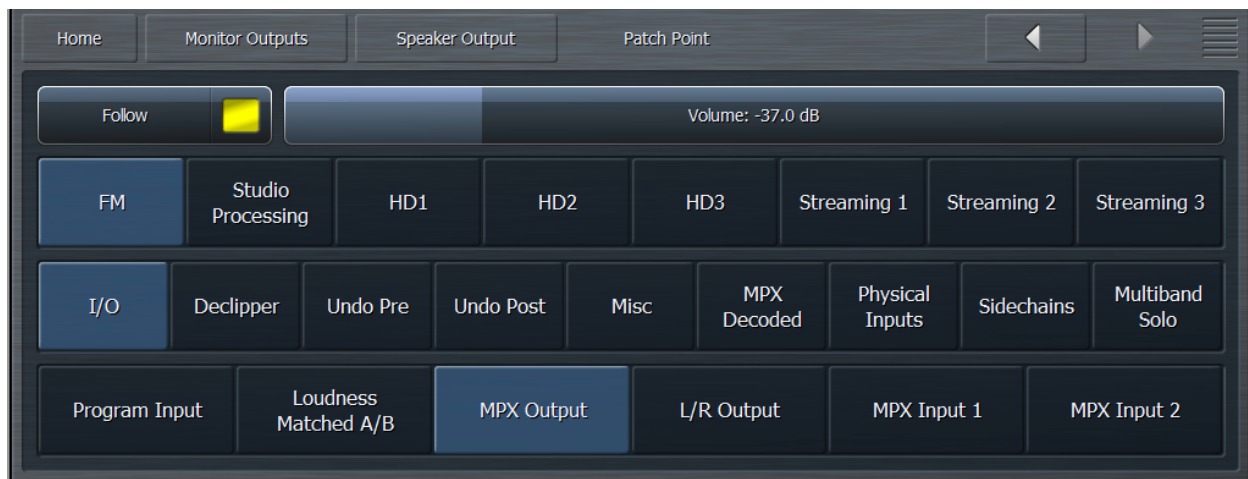 Home Monitor Outputs Speaker Output Patch Point
Follow Volume: -37.0 dB
FM Studio Processing HD1 HD2 HD3 Streaming 1 Streaming 2 Streaming 3
I/O Declipper Undo Pre Undo Post Misc MPX Decoded Physical Inputs Sidechains Multiband Solo
Program Input Loudness Matched A/B MPX Output L/R Output MPX Input 1 MPX Input 2